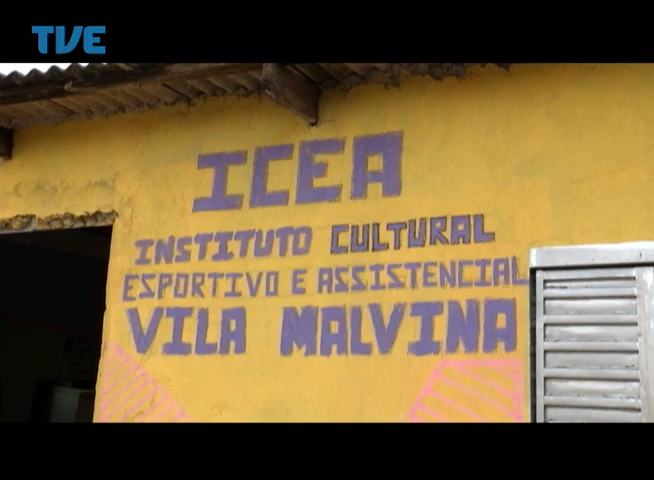 TVE
ICEA
INSTITUTO CULTURAL
ESPORTIVO E ASSISTENCIAL
VILA MALVINA